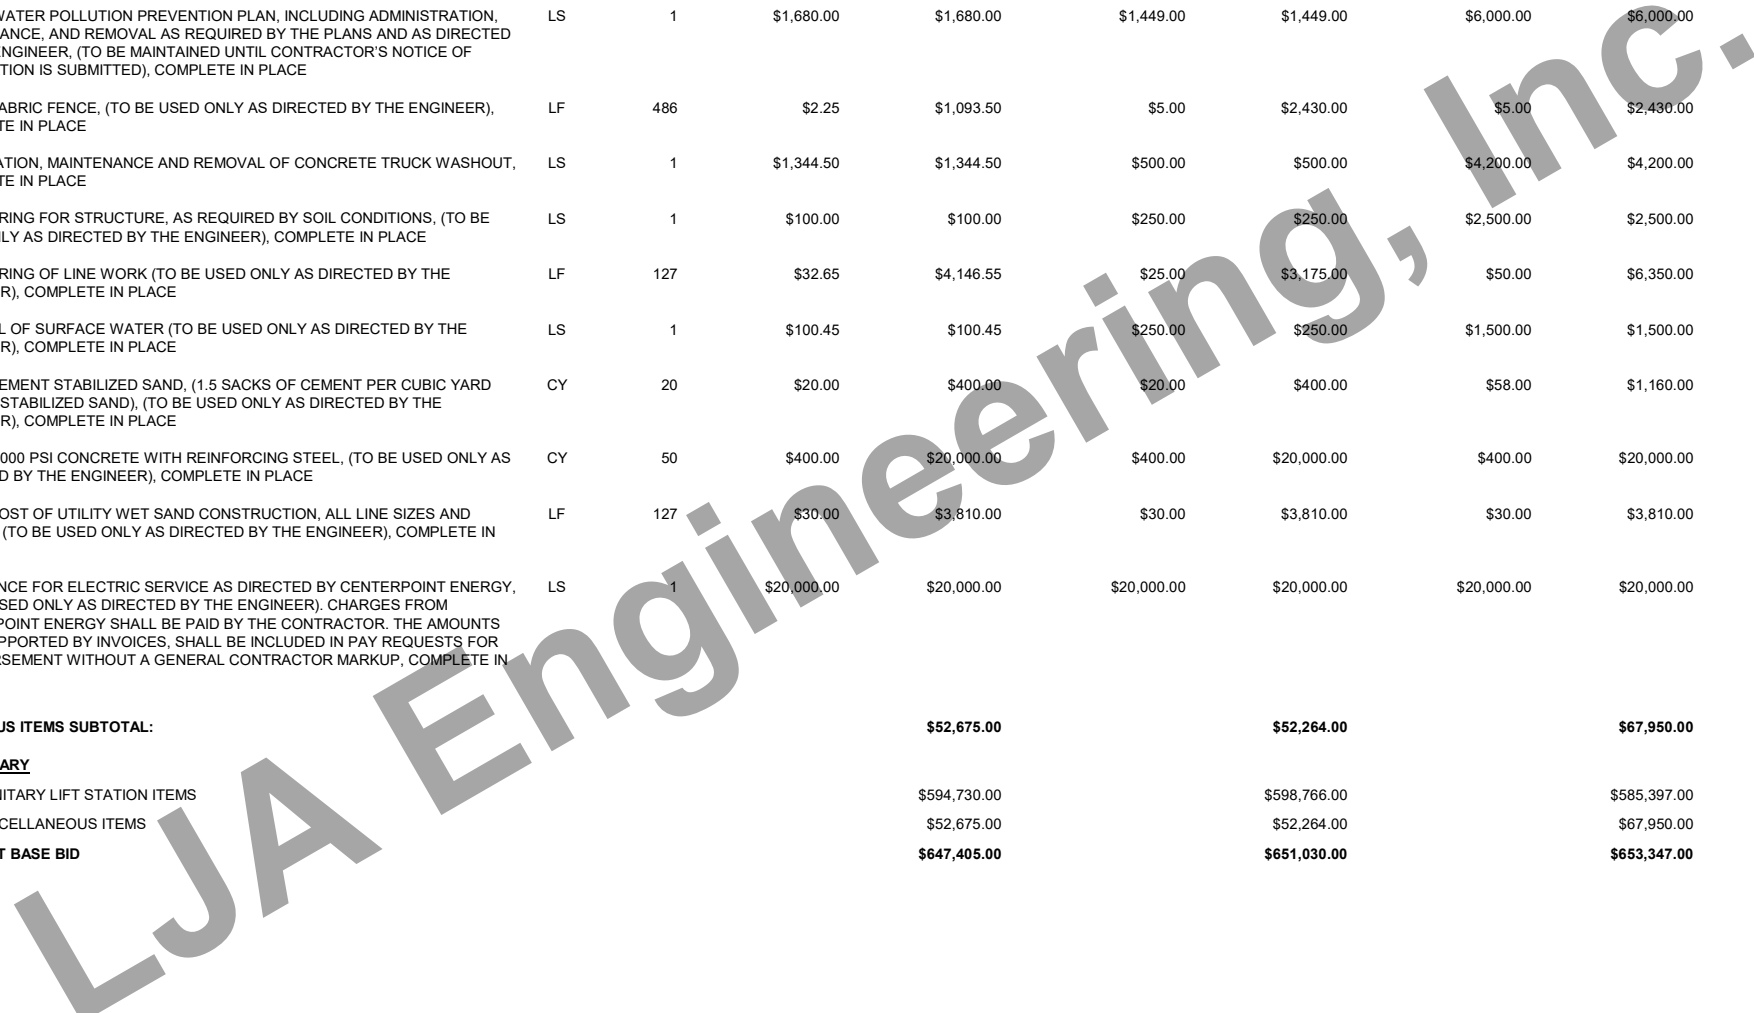 WATER POLLUTION PREVENTION PLAN, INCLUDING ADMINISTRATION, LS 1 $1,680.00 $1,680.00 $1,449.00 $1,449.00 $6,000.00 $6,000.00
ANCE, AND REMOVAL AS REQUIRED BY THE PLANS AND AS DIRECTED
ENGINEER, (TO BE MAINTAINED UNTIL CONTRACTOR'S NOTICE OF
TION IS SUBMITTED), COMPLETE IN PLACE
ABRIC FENCE, (TO BE USED ONLY AS DIRECTED BY THE ENGINEER), LF 486 $2.25 $1,093.50 $5.00 $2,430.00 $5.00 $2,430.00
TE IN PLACE
ATION, MAINTENANCE AND REMOVAL OF CONCRETE TRUCK WASHOUT, LS 1 $1,344.50 $1,344.50 $500.00 $500.00 $4,200.00 $4,200.00
TE IN PLACE
RING FOR STRUCTURE, AS REQUIRED BY SOIL CONDITIONS, (TO BE LS 1 $100.00 $100.00 $250.00 $250.00 $2,500.00 $2,500.00
NLY AS DIRECTED BY THE ENGINEER), COMPLETE IN PLACE
RING OF LINE WORK (TO BE USED ONLY AS DIRECTED BY THE LF 127 $32.65 $4,146.55 $25.00 $3,175.00 $50.00 $6,350.00
R), COMPLETE IN PLACE
L OF SURFACE WATER (TO BE USED ONLY AS DIRECTED BY THE LS 1 $100.45 $100.45 $250.00 $250.00 $1,500.00 $1,500.00
R), COMPLETE IN PLACE
EMENT STABILIZED SAND, (1.5 SACKS OF CEMENT PER CUBIC YARD CY 20 $20.00 $400.00 $20.00 $400.00 $58.00 $1,160.00
STABILIZED SAND), (TO BE USED ONLY AS DIRECTED BY THE
R), COMPLETE IN PLACE
000 PSI CONCRETE WITH REINFORCING STEEL, (TO BE USED ONLY AS CY 50 $400.00 $20,000.00 $400.00 $20,000.00 $400.00 $20,000.00
D BY THE ENGINEER), COMPLETE IN PLACE
OST OF UTILITY WET SAND CONSTRUCTION, ALL LINE SIZES AND LF 127 $30.00 $3,810.00 $30.00 $3,810.00 $30.00 $3,810.00
(TO BE USED ONLY AS DIRECTED BY THE ENGINEER), COMPLETE IN
NCE FOR ELECTRIC SERVICE AS DIRECTED BY CENTERPOINT ENERGY, LS 1 $20,000.00 $20,000.00 $20,000.00 $20,000.00 $20,000.00 $20,000.00
SED ONLY AS DIRECTED BY THE ENGINEER). CHARGES FROM
POINT ENERGY SHALL BE PAID BY THE CONTRACTOR. THE AMOUNTS
PPORTED BY INVOICES, SHALL BE INCLUDED IN PAY REQUESTS FOR
RSEMENT WITHOUT A GENERAL CONTRACTOR MARKUP, COMPLETE IN
US ITEMS SUBTOTAL: $52,675.00 $52,264.00 $67,950.00
ARY
NITARY LIFT STATION ITEMS $594,730.00 $598,766.00 $585,397.00
CELLANEOUS ITEMS $52,675.00 $52,264.00 $67,950.00
T BASE BID $647,405.00 $651,030.00 $653,347.00
LJA Engineering, Inc.